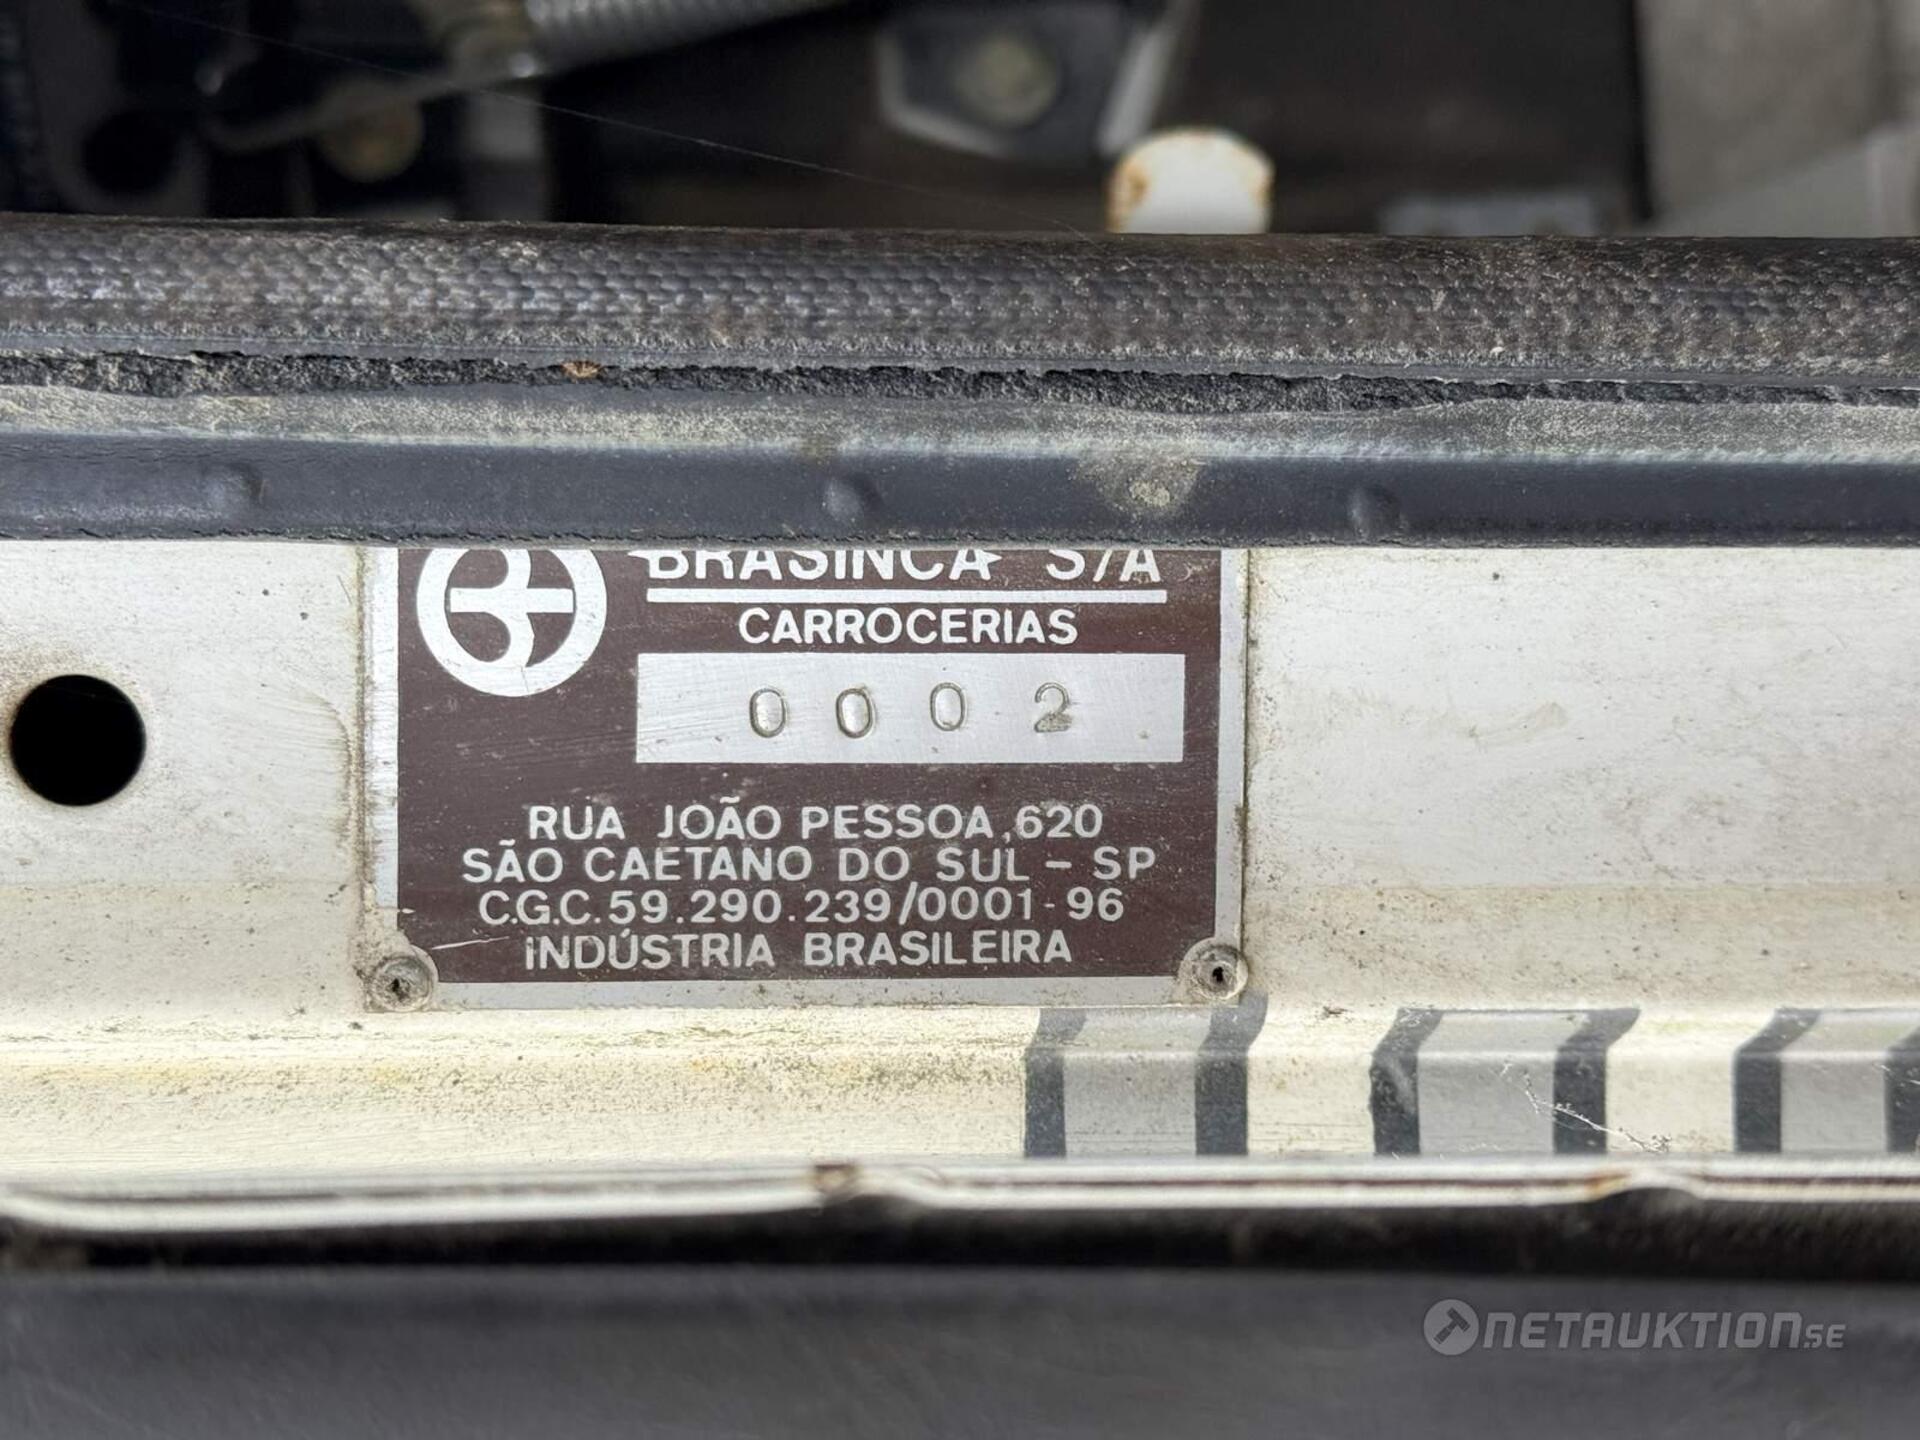 BRASINCA S/A
CARROCERIAS
0002
RUA JOÃO PESSOA, 620
SÃO CAETANO DO SUL - SP
C.G.C. 59.290.239/0001-96
INDÚSTRIA BRASILEIRA
NETAUKTION.SE